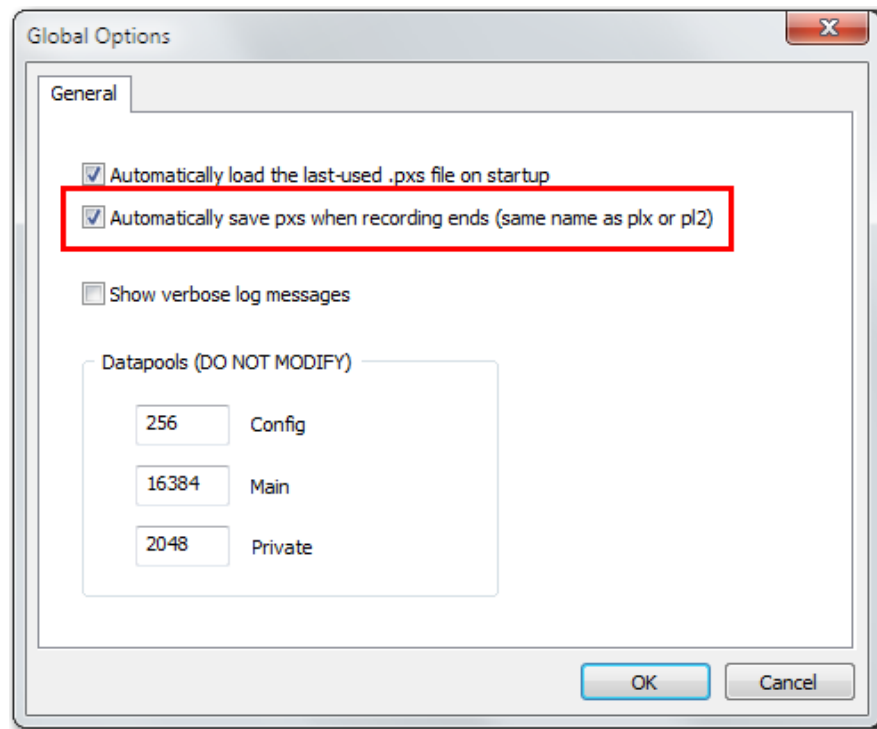 Global Options
General
Automatically load the last-used .pxs file on startup
Automatically save pxs when recording ends (same name as plx or pl2)
Show verbose log messages
Datapools (DO NOT MODIFY)
256 Config
16384 Main
2048 Private
OK Cancel